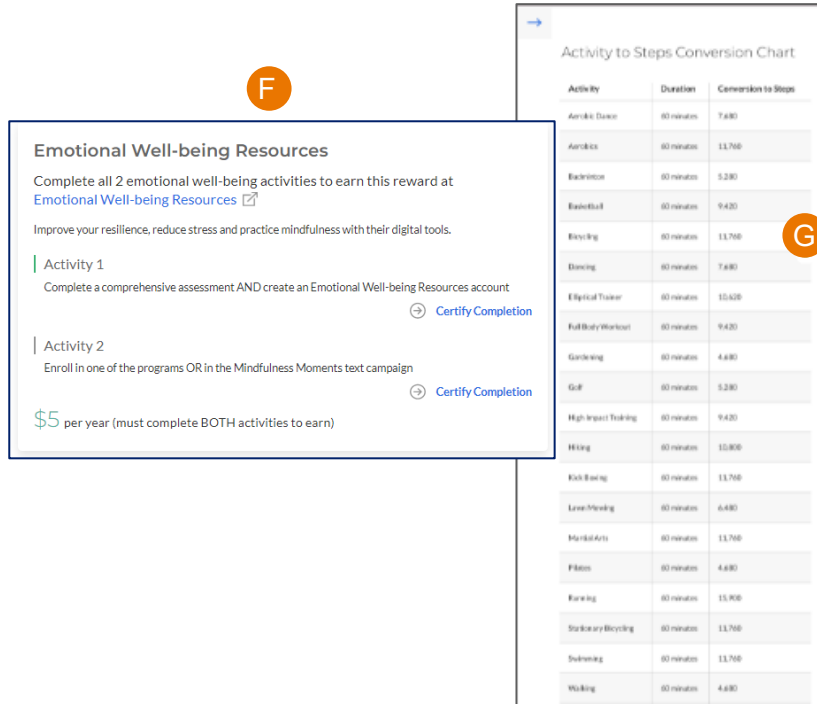 F
Emotional Well-being Resources
Complete all 2 emotional well-being activities to earn this reward at
Emotional Well-being Resources
Improve your resilience, reduce stress and practice mindfulness with their digital tools.
Activity 1
Complete a comprehensive assessment AND create an Emotional Well-being Resources account
Certify Completion
Activity 2
Enroll in one of the programs OR in the Mindfulness Moments text campaign
Certify Completion
$5 per year (must complete BOTH activities to earn)
Activity to Steps Conversion Chart
Activity Duration Conversion to Steps
Aerobic Dance 60 minutes 7,680
Aerobics 60 minutes 11,760
Badminton 60 minutes 5,280
Basketball 60 minutes 9,420
Bicycling 60 minutes 11,760
G
Dancing 60 minutes 7,680
Elliptical Trainer 60 minutes 10,620
Full Body Workout 60 minutes 9,420
Gardening 60 minutes 4,680
Golf 60 minutes 5,280
High Impact Training 60 minutes 9,420
Hiking 60 minutes 10,800
Kick Boxing 60 minutes 11,760
Lawn Mowing 60 minutes 6,480
Martial Arts 60 minutes 11,760
Pilates 60 minutes 4,680
Running 60 minutes 15,900
Stationary Bicycling 60 minutes 11,760
Swimming 60 minutes 11,760
Walking 60 minutes 4,680